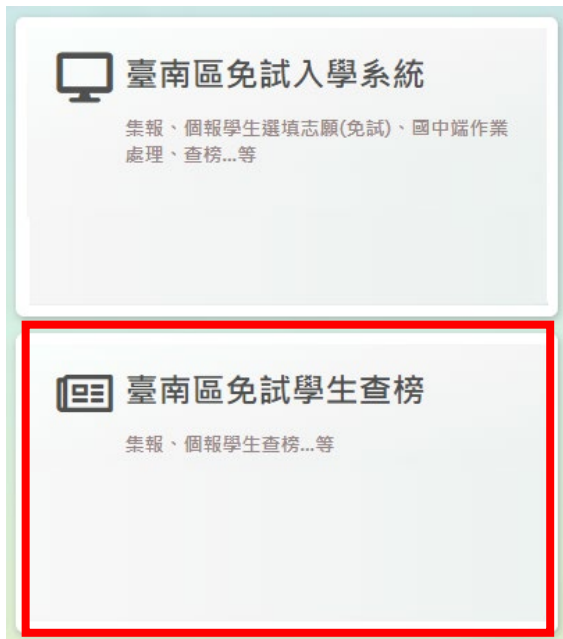 臺南區免試入學系統
集報、個報學生選填志願(免試)、國中端作業
處理、查榜...等
臺南區免試學生查榜
集報、個報學生查榜...等